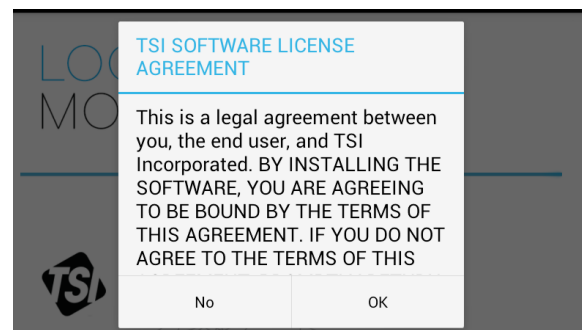 LO
MO
TSI SOFTWARE LICENSE
AGREEMENT
This is a legal agreement between
you, the end user, and TSI
Incorporated. BY INSTALLING THE
SOFTWARE, YOU ARE AGREEING
TO BE BOUND BY THE TERMS OF
THIS AGREEMENT. IF YOU DO NOT
AGREE TO THE TERMS OF THIS
TSI
No
OK